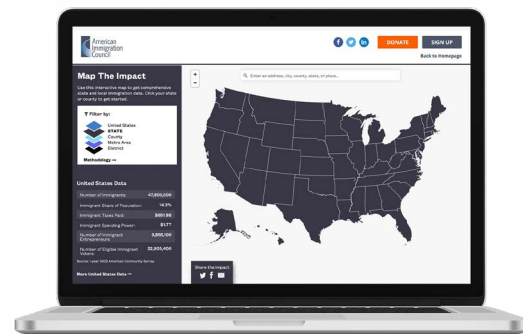 American
Immigration
Council
DONATE
SIGN UP
Back to Homepage
Map The Impact
Use this interactive map to get comprehensive
state and local immigration data. Click your state
or county to get started.
Filter by:
United States
STATE
County
Metro Area
District
Methodology
United States Data
Number of Immigrants:
Immigrant Share of Population: 14.3%
Immigrant Taxes Paid:
Immigrant Spending Power:
Number of Immigrant
Entrepreneurs:
Number of Eligible Immigrant
Voters:
More United States Data
Enter an address, city, county, state, or place...
Share the Impact